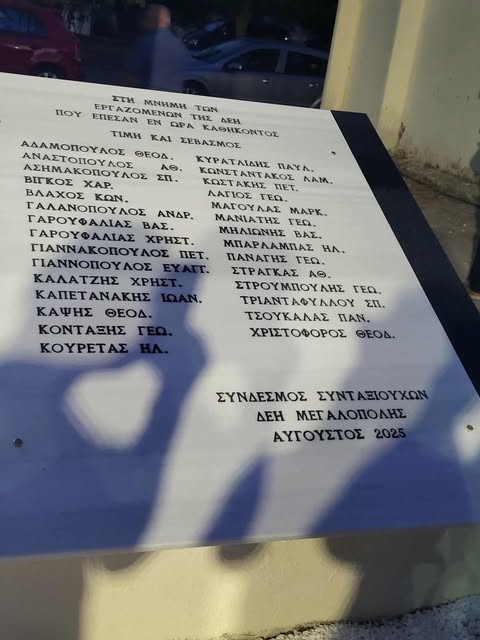 ΣΤΗ ΜΝΗΜΗ ΤΩΝ
ΕΡΓΑΖΟΜΕΝΩΝ ΤΗΣ ΔΕΗ
ΠΟΥ ΕΠΕΣΑΝ ΕΝ ΩΡΑ ΚΑΘΗΚΟΝΤΟΣ
ΤΙΜΗ ΚΑΙ ΣΕΒΑΣΜΟΣ
ΑΔΑΜΟΠΟΥΛΟΣ ΘΕΟΔ.
ΑΝΑΣΤΟΠΟΥΛΟΣ ΑΘ.
ΑΣΗΜΑΚΟΠΟΥΛΟΣ ΣΠ.
ΒΙΓΚΟΣ ΧΑΡ.
ΒΛΑΧΟΣ ΚΩΝ.
ΓΑΛΑΝΟΠΟΥΛΟΣ ΑΝΔΡ.
ΓΑΡΟΥΦΑΛΙΑΣ ΒΑΣ.
ΓΑΡΟΥΦΑΛΙΑΣ ΧΡΗΣΤ.
ΓΙΑΝΝΑΚΟΠΟΥΛΟΣ ΠΕΤ.
ΓΙΑΝΝΟΠΟΥΛΟΣ ΕΥΑΓΓ.
ΚΑΛΑΤΖΗΣ ΧΡΗΣΤ.
ΚΑΠΕΤΑΝΑΚΗΣ ΙΩΑΝ.
ΚΑΨΗΣ ΘΕΟΔ.
ΚΟΝΤΑΞΗΣ ΓΕΩ.
ΚΟΥΡΕΤΑΣ ΗΛ.
ΚΥΡΑΤΛΙΔΗΣ ΠΑΥΛ.
ΚΩΝΣΤΑΝΤΑΚΟΣ ΛΑΜ.
ΚΩΣΤΑΚΗΣ ΠΕΤ.
ΛΑΓΙΟΣ ΓΕΩ.
ΜΑΓΟΥΛΑΣ ΜΑΡΚ.
ΜΑΝΙΑΤΗΣ ΓΕΩ.
ΜΗΛΙΩΝΗΣ ΒΑΣ.
ΜΠΑΡΛΑΜΠΑΣ ΗΛ.
ΠΑΝΑΓΗΣ ΓΕΩ.
ΣΤΡΑΓΚΑΣ ΑΘ.
ΣΤΡΟΥΜΠΟΥΛΗΣ ΓΕΩ.
ΤΡΙΑΝΤΑΦΥΛΛΟΥ ΣΠ.
ΤΣΟΥΚΑΛΑΣ ΠΑΝ.
ΧΡΙΣΤΟΦΟΡΟΣ ΘΕΟΔ.
ΣΥΝΔΕΣΜΟΣ ΣΥΝΤΑΞΙΟΥΧΩΝ
ΔΕΗ ΜΕΓΑΛΟΠΟΛΗΣ
ΑΥΓΟΥΣΤΟΣ 2025